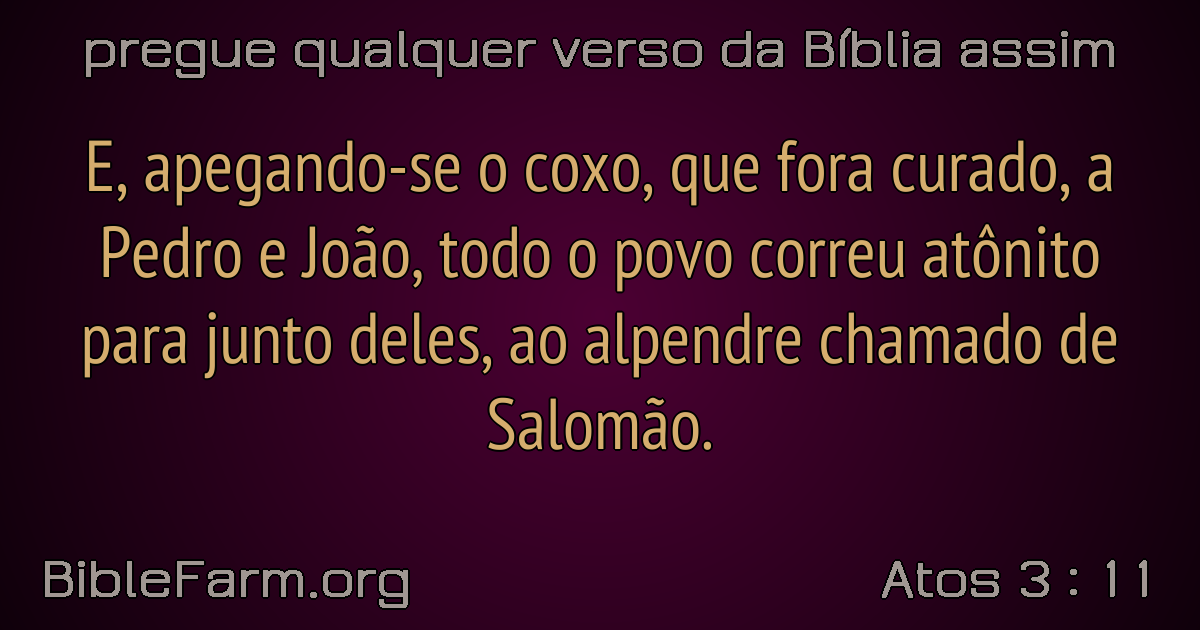 pregue qualquer verso da Bíblia assim
E, apegando-se o coxo, que fora curado, a
Pedro e João, todo o povo correu atônito
para junto deles, ao alpendre chamado de
Salomão.
BibleFarm.org
Atos 3 : 11